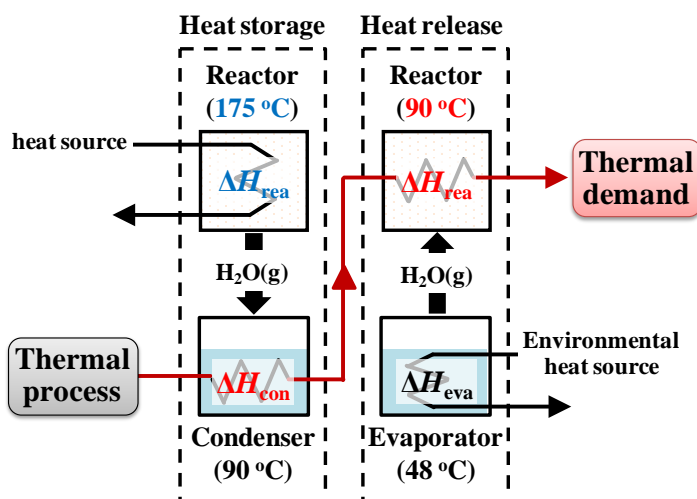 Heat storage
Heat release
Reactor
(175 °C)
Reactor
(90 °C)
heat source
ΔHrea
ΔHrea
Thermal
demand
H2O(g)
H2O(g)
Thermal
process
ΔHcon
ΔHeva
Environmental
heat source
Condenser
(90 °C)
Evaporator
(48 °C)